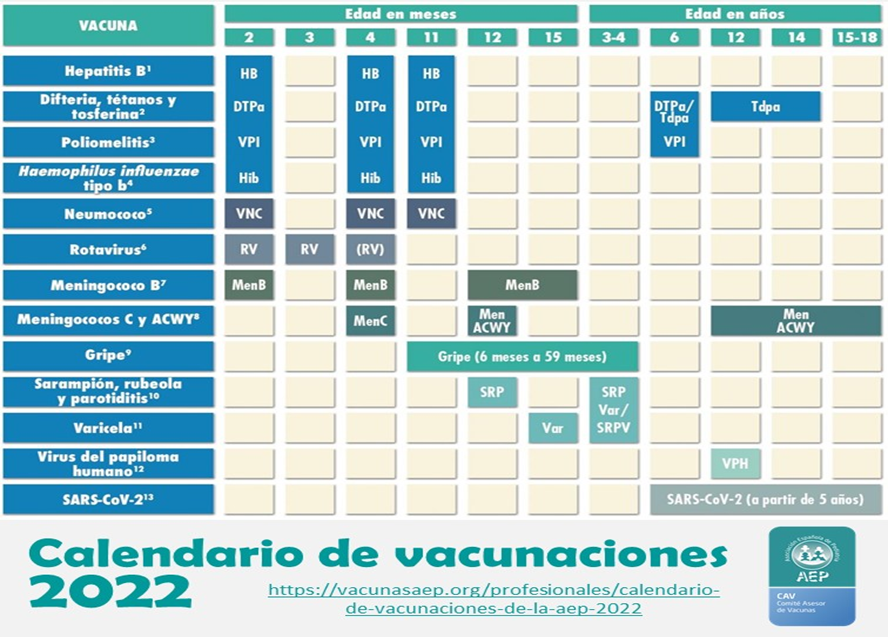 VACUNA
Edad en meses
Edad en años
2 3 4 11 12 15 3-4 6 12 14 15-18
Hepatitis B¹ HB HB HB
Difteria, tétanos y
tosferina² DTPa DTPa DTPa DTPa/
Tdpa Tdpa
Poliomelitis³ VPI VPI VPI VPI
Haemophilus influenzae
tipo b⁴ Hib Hib Hib
Neumococo⁵ VNC VNC VNC
Rotavirus⁶ RV RV (RV)
Meningococo B⁷ MenB MenB MenB
Meningococos C y ACWY⁸ MenC Men
ACWY Men
ACWY
Gripe⁹ Gripe (6 meses a 59 meses)
Sarampión, rubeola
y parotiditis¹⁰ SRP SRP
Var/
SRPV
Varicela¹¹ Var
Virus del papiloma
humano¹² VPH
SARS-CoV-2¹³ SARS-CoV-2 (a partir de 5 años)
Calendario de vacunaciones
2022
https://vacunasaep.org/profesionales/calendario-
de-vacunaciones-de-la-aep-2022
Asociación Española de Pediatría
AEP
CAV
Comité Asesor
de Vacunas